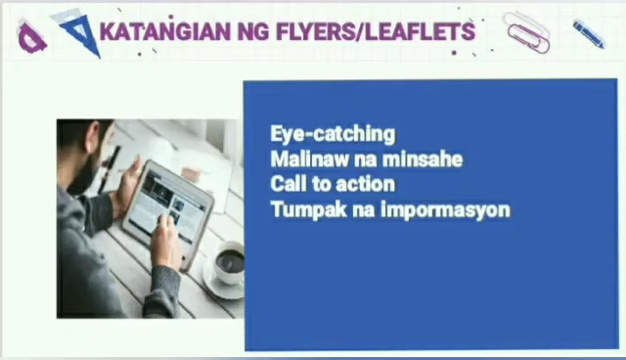 KATANGIAN NG FLYERS/LEAFLETS
Eye-catching
Malinaw na minsahe
Call to action
Tumpak na impormasyon